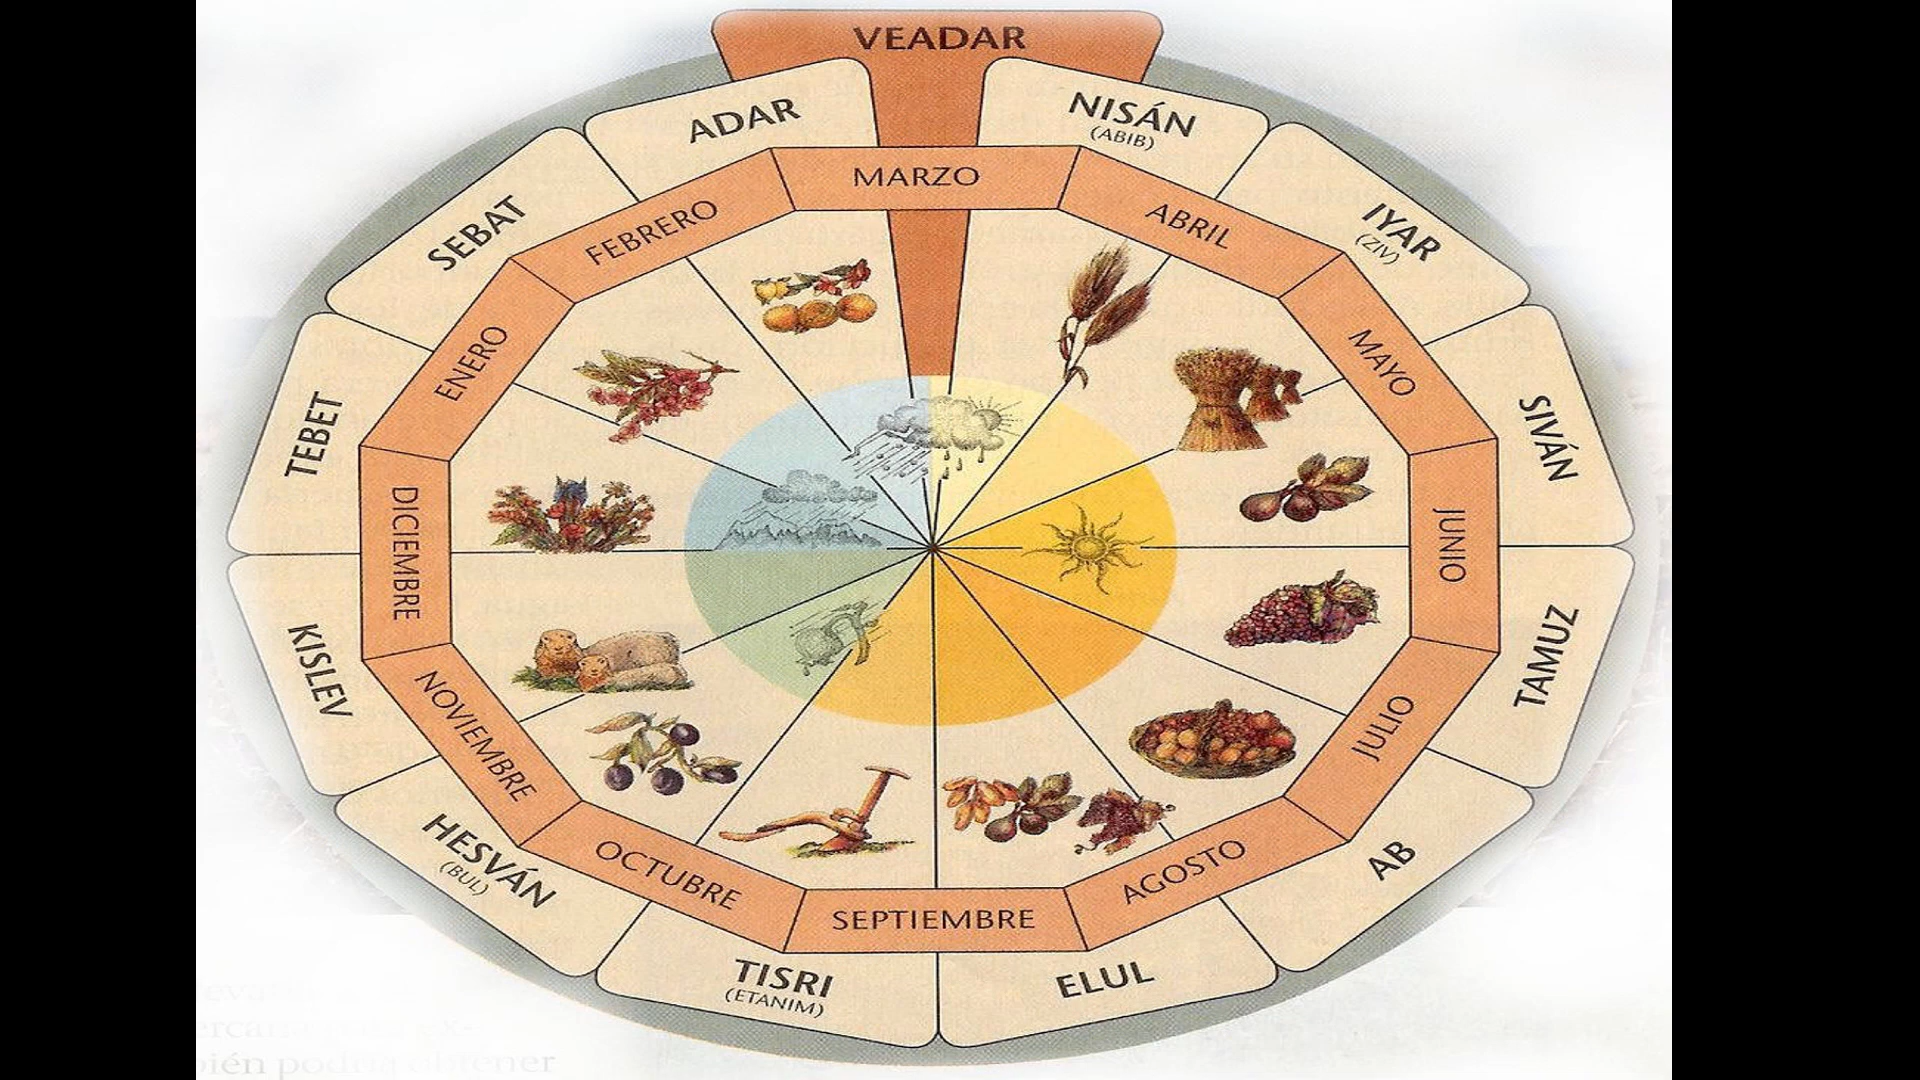 VEADAR
NISÁN
(ABIB)
IYAR
(ZIV)
SIVÁN
TAMUZ
AB
ELUL
TISRI
(ETANIM)
HESVÁN
(BUL)
KISLEV
TEBET
SEBAT
ADAR
MARZO
ABRIL
MAYO
JUNIO
JULIO
AGOSTO
SEPTIEMBRE
OCTUBRE
NOVIEMBRE
DICIEMBRE
ENERO
FEBRERO
obtener